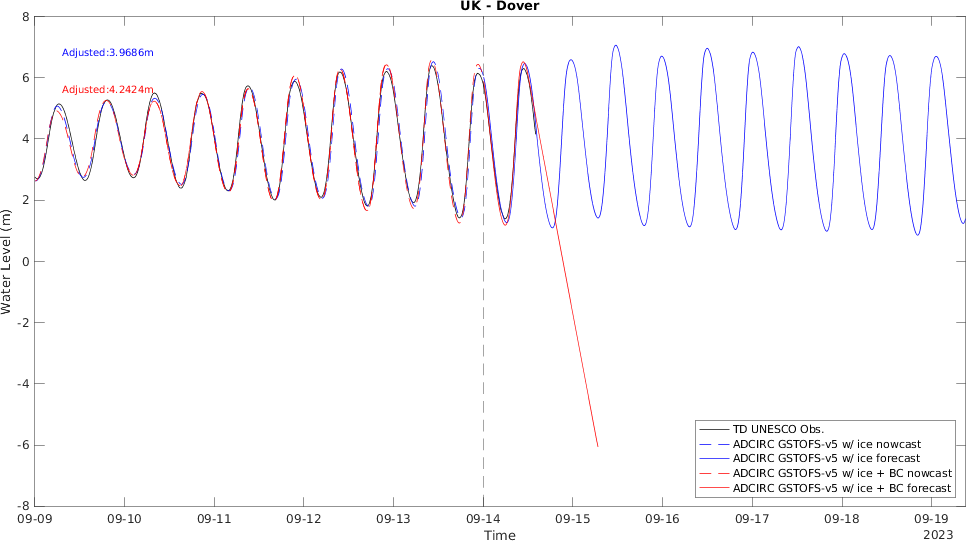 UK - Dover
Adjusted:3.9686m
Adjusted:4.2424m
8
6
4
2
0
-2
-4
-6
-8
Water Level (m)
TD UNESCO Obs.
ADCIRC GSTOFS-v5 w/ ice nowcast
ADCIRC GSTOFS-v5 w/ ice forecast
ADCIRC GSTOFS-v5 w/ ice + BC nowcast
ADCIRC GSTOFS-v5 w/ ice + BC forecast
09-09 09-10 09-11 09-12 09-13 09-14 09-15 09-16 09-17 09-18 09-19
Time
2023